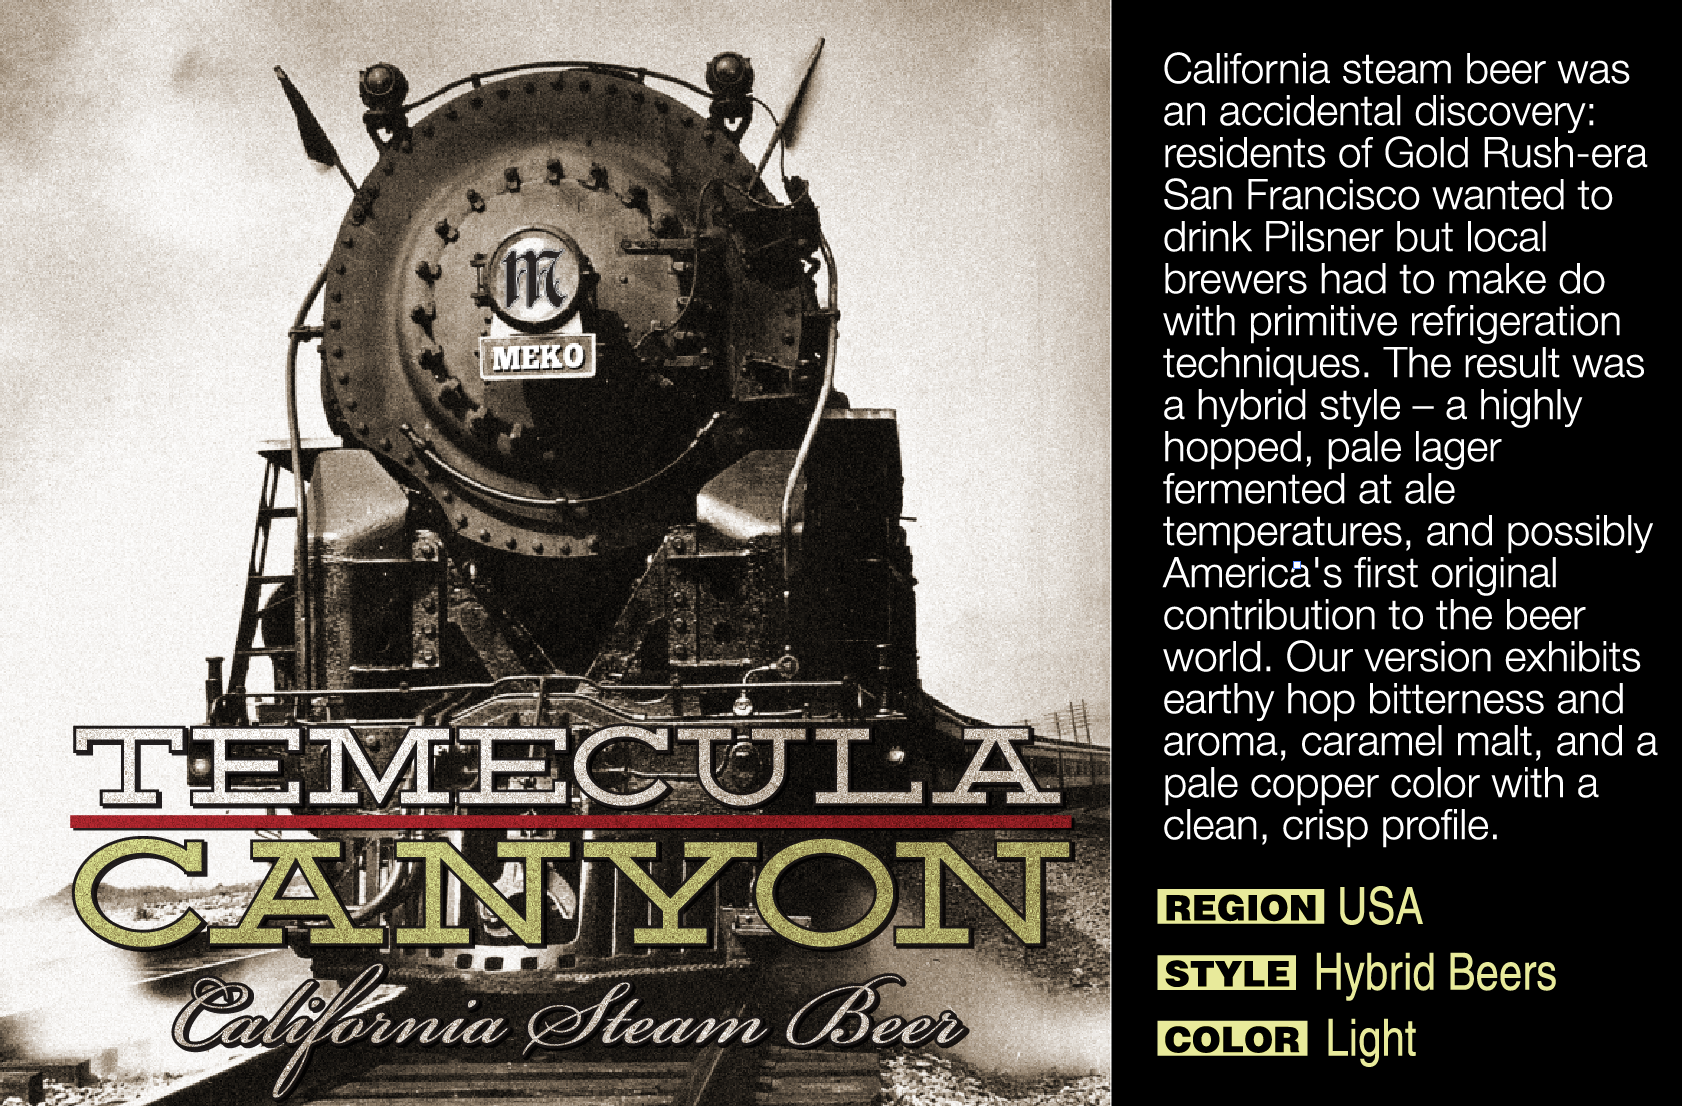 M
MEKO
TEMECULA
CANYON
California Steam Beer
California steam beer was
an accidental discovery:
residents of Gold Rush-era
San Francisco wanted to
drink Pilsner but local
brewers had to make do
with primitive refrigeration
techniques. The result was
a hybrid style – a highly
hopped, pale lager
fermented at ale
temperatures, and possibly
America's first original
contribution to the beer
world. Our version exhibits
earthy hop bitterness and
aroma, caramel malt, and a
pale copper color with a
clean, crisp profile.
REGION USA
STYLE Hybrid Beers
COLOR Light